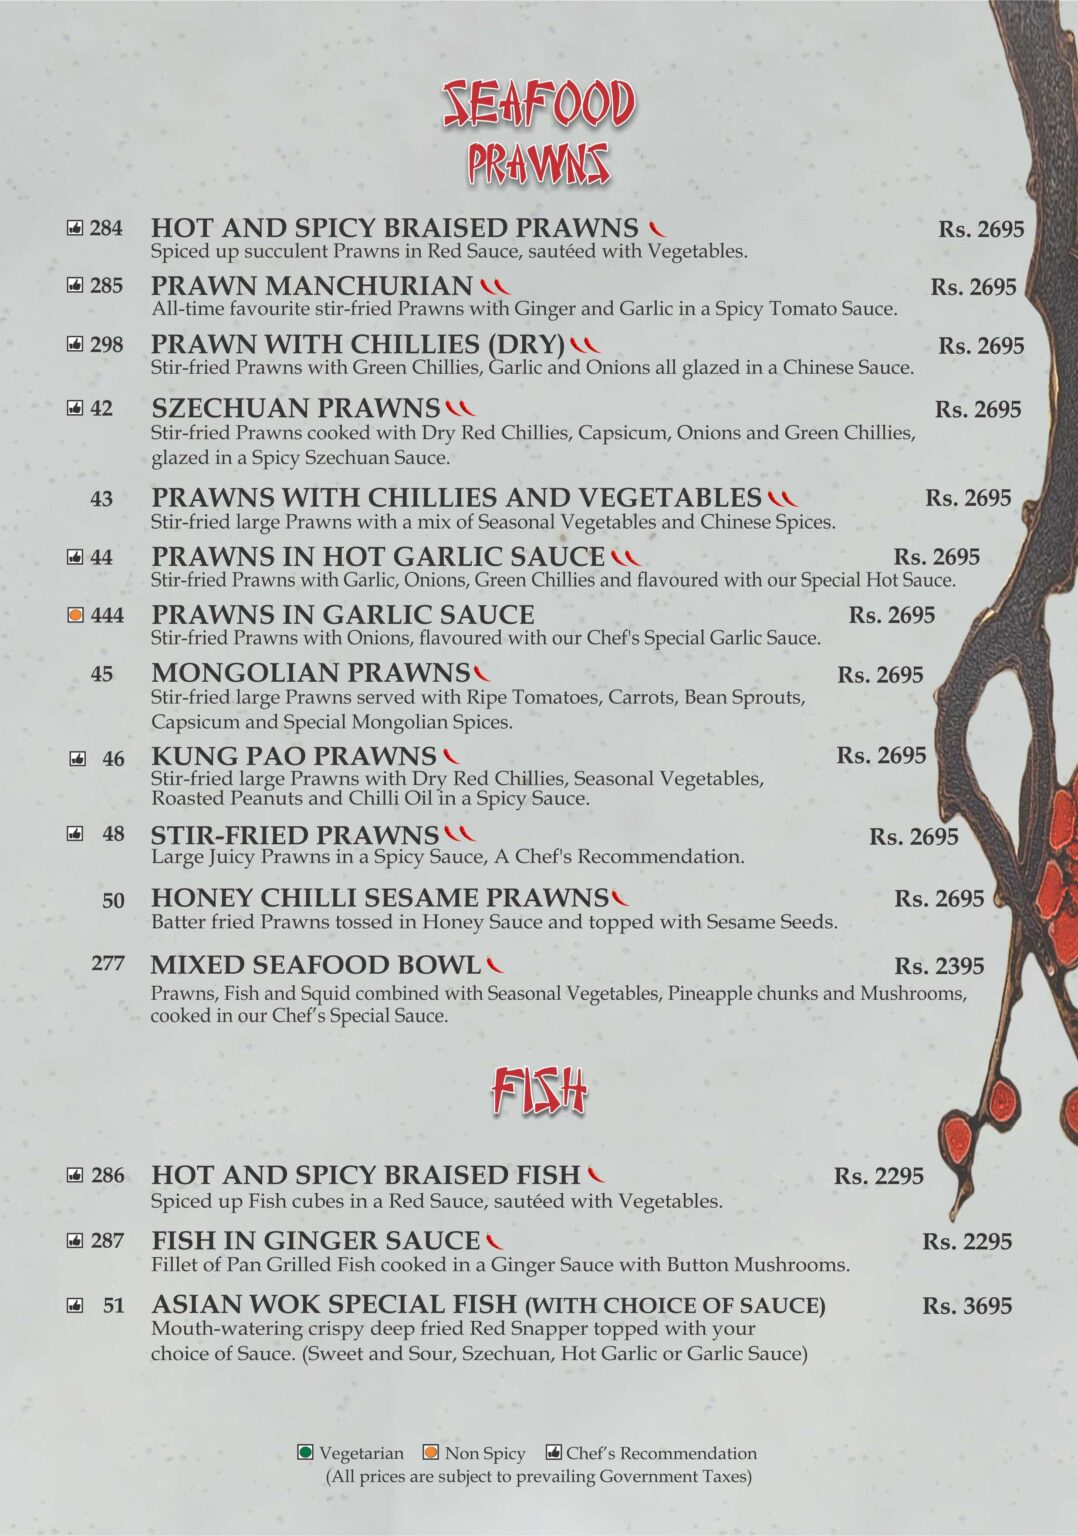 SEAFOOD
PRAWNS
284 HOT AND SPICY BRAISED PRAWNS Rs. 2695
Spiced up succulent Prawns in Red Sauce, sautéed with Vegetables.
285 PRAWN MANCHURIAN Rs. 2695
All-time favourite stir-fried Prawns with Ginger and Garlic in a Spicy Tomato Sauce.
298 PRAWN WITH CHILLIES (DRY) Rs. 2695
Stir-fried Prawns with Green Chillies, Garlic and Onions all glazed in a Chinese Sauce.
42 SZECHUAN PRAWNS Rs. 2695
Stir-fried Prawns cooked with Dry Red Chillies, Capsicum, Onions and Green Chillies,
glazed in a Spicy Szechuan Sauce.
43 PRAWNS WITH CHILLIES AND VEGETABLES Rs. 2695
Stir-fried large Prawns with a mix of Seasonal Vegetables and Chinese Spices.
44 PRAWNS IN HOT GARLIC SAUCE Rs. 2695
Stir-fried Prawns with Garlic, Onions, Green Chillies and flavoured with our Special Hot Sauce.
444 PRAWNS IN GARLIC SAUCE Rs. 2695
Stir-fried Prawns with Onions, flavoured with our Chef's Special Garlic Sauce.
45 MONGOLIAN PRAWNS Rs. 2695
Stir-fried large Prawns served with Ripe Tomatoes, Carrots, Bean Sprouts,
Capsicum and Special Mongolian Spices.
46 KUNG PAO PRAWNS Rs. 2695
Stir-fried large Prawns with Dry Red Chillies, Seasonal Vegetables,
Roasted Peanuts and Chilli Oil in a Spicy Sauce.
48 STIR-FRIED PRAWNS Rs. 2695
Large Juicy Prawns in a Spicy Sauce, A Chef's Recommendation.
50 HONEY CHILLI SESAME PRAWNS Rs. 2695
Batter fried Prawns tossed in Honey Sauce and topped with Sesame Seeds.
277 MIXED SEAFOOD BOWL Rs. 2395
Prawns, Fish and Squid combined with Seasonal Vegetables, Pineapple chunks and Mushrooms,
cooked in our Chef’s Special Sauce.
FISH
286 HOT AND SPICY BRAISED FISH Rs. 2295
Spiced up Fish cubes in a Red Sauce, sautéed with Vegetables.
287 FISH IN GINGER SAUCE Rs. 2295
Fillet of Pan Grilled Fish cooked in a Ginger Sauce with Button Mushrooms.
51 ASIAN WOK SPECIAL FISH (WITH CHOICE OF SAUCE) Rs. 3695
Mouth-watering crispy deep fried Red Snapper topped with your
choice of Sauce. (Sweet and Sour, Szechuan, Hot Garlic or Garlic Sauce)
Vegetarian Non Spicy Chef’s Recommendation
(All prices are subject to prevailing Government Taxes)